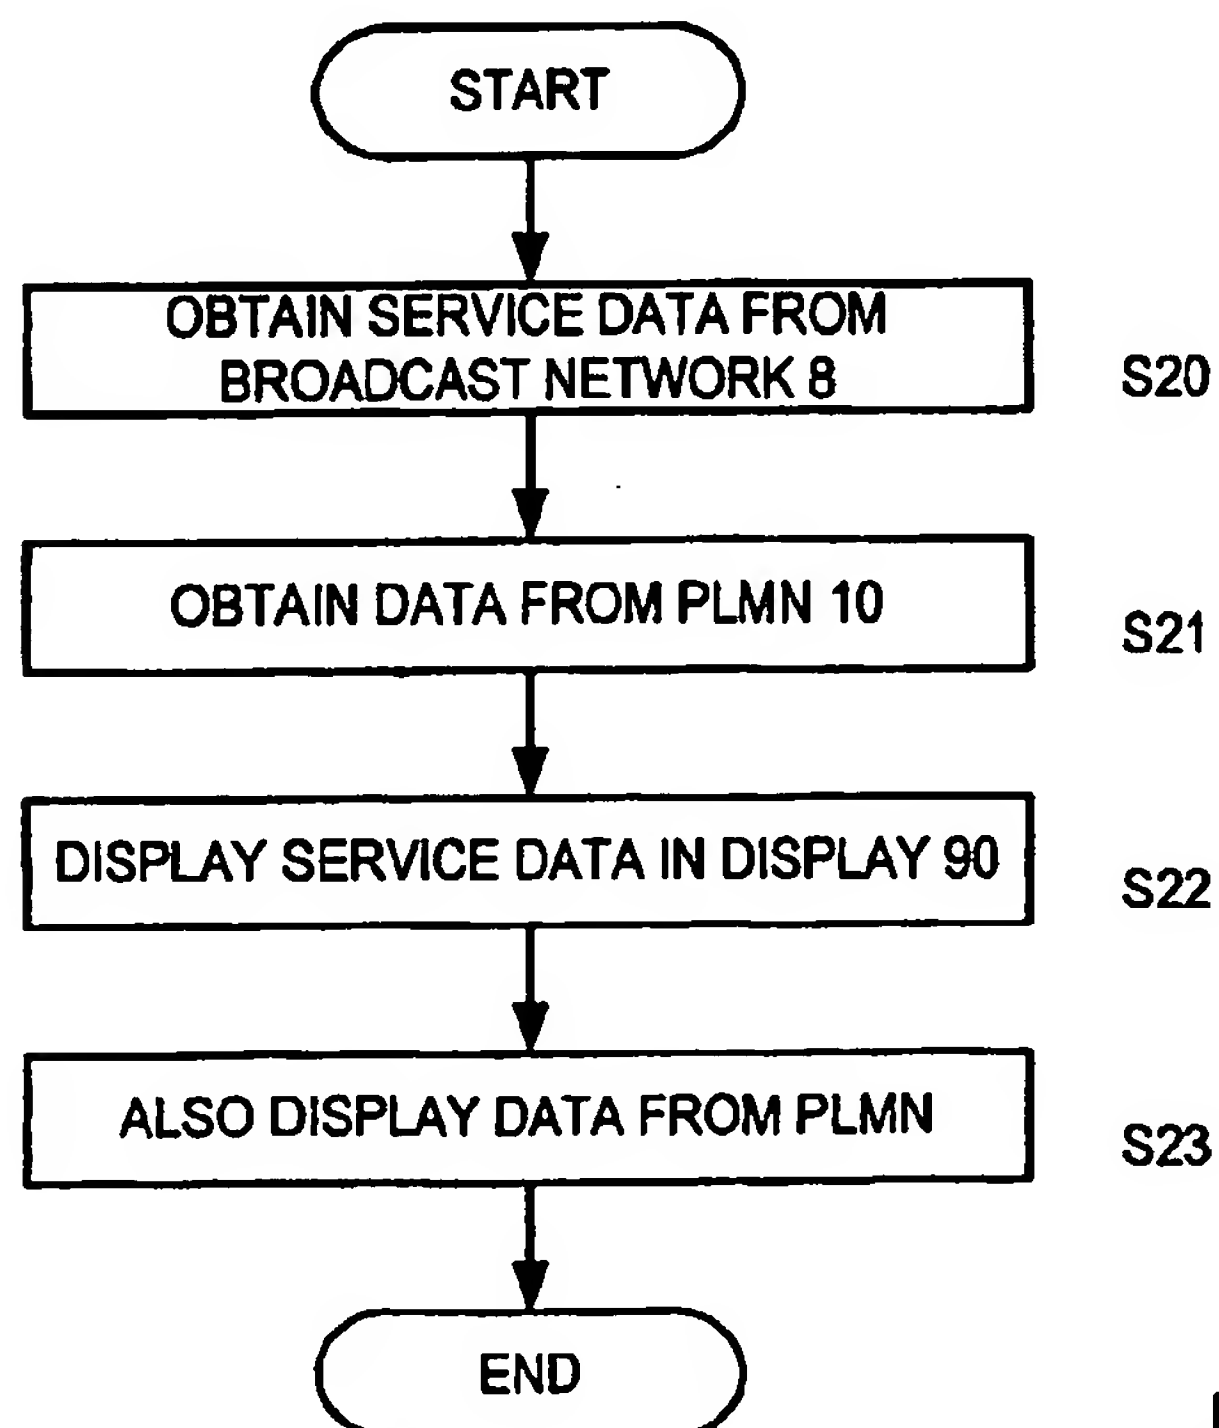 START
OBTAIN SERVICE DATA FROM
BROADCAST NETWORK 8
S20
OBTAIN DATA FROM PLMN 10
S21
DISPLAY SERVICE DATA IN DISPLAY 90
S22
ALSO DISPLAY DATA FROM PLMN
S23
END